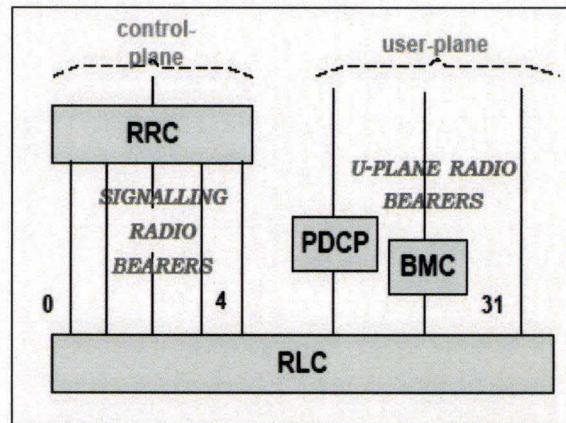 control-
plane
user-plane
RRC
SIGNALLING
RADIO
BEARERS
U-PLANE RADIO
BEARERS
PDCP
BMC
0
4
31
RLC